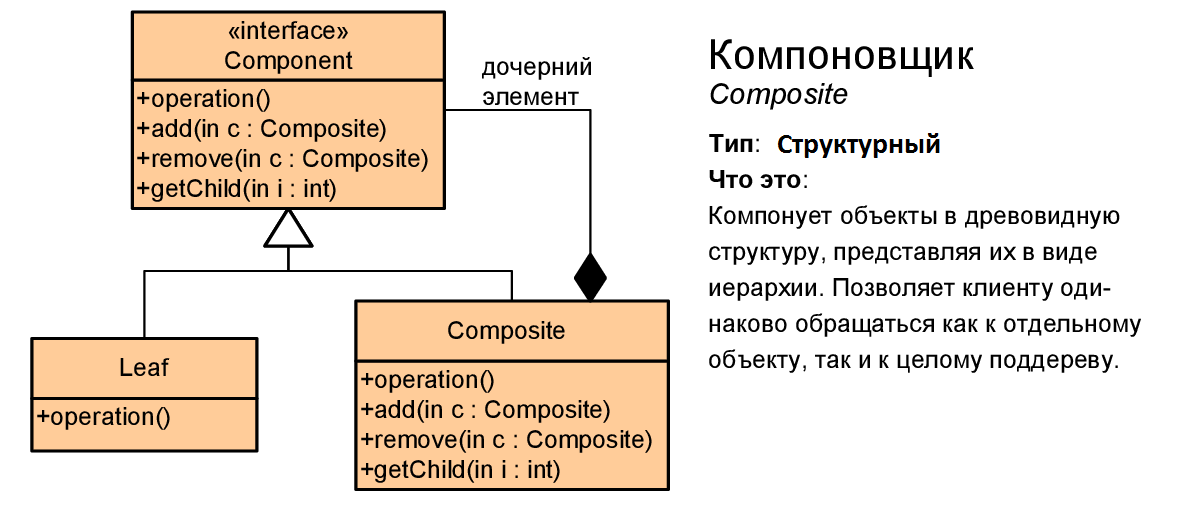 «interface»
Component
+operation()
+add(in c : Composite)
+remove(in c : Composite)
+getChild(in i : int)
дочерний
элемент
Leaf
+operation()
Composite
+operation()
+add(in c : Composite)
+remove(in c : Composite)
+getChild(in i : int)
Компоновщик
Composite
Тип: Структурный
Что это:
Компонует объекты в древовидную
структуру, представляя их в виде
иерархии. Позволяет клиенту оди-
наково обращаться как к отдельному
объекту, так и к целому поддереву.